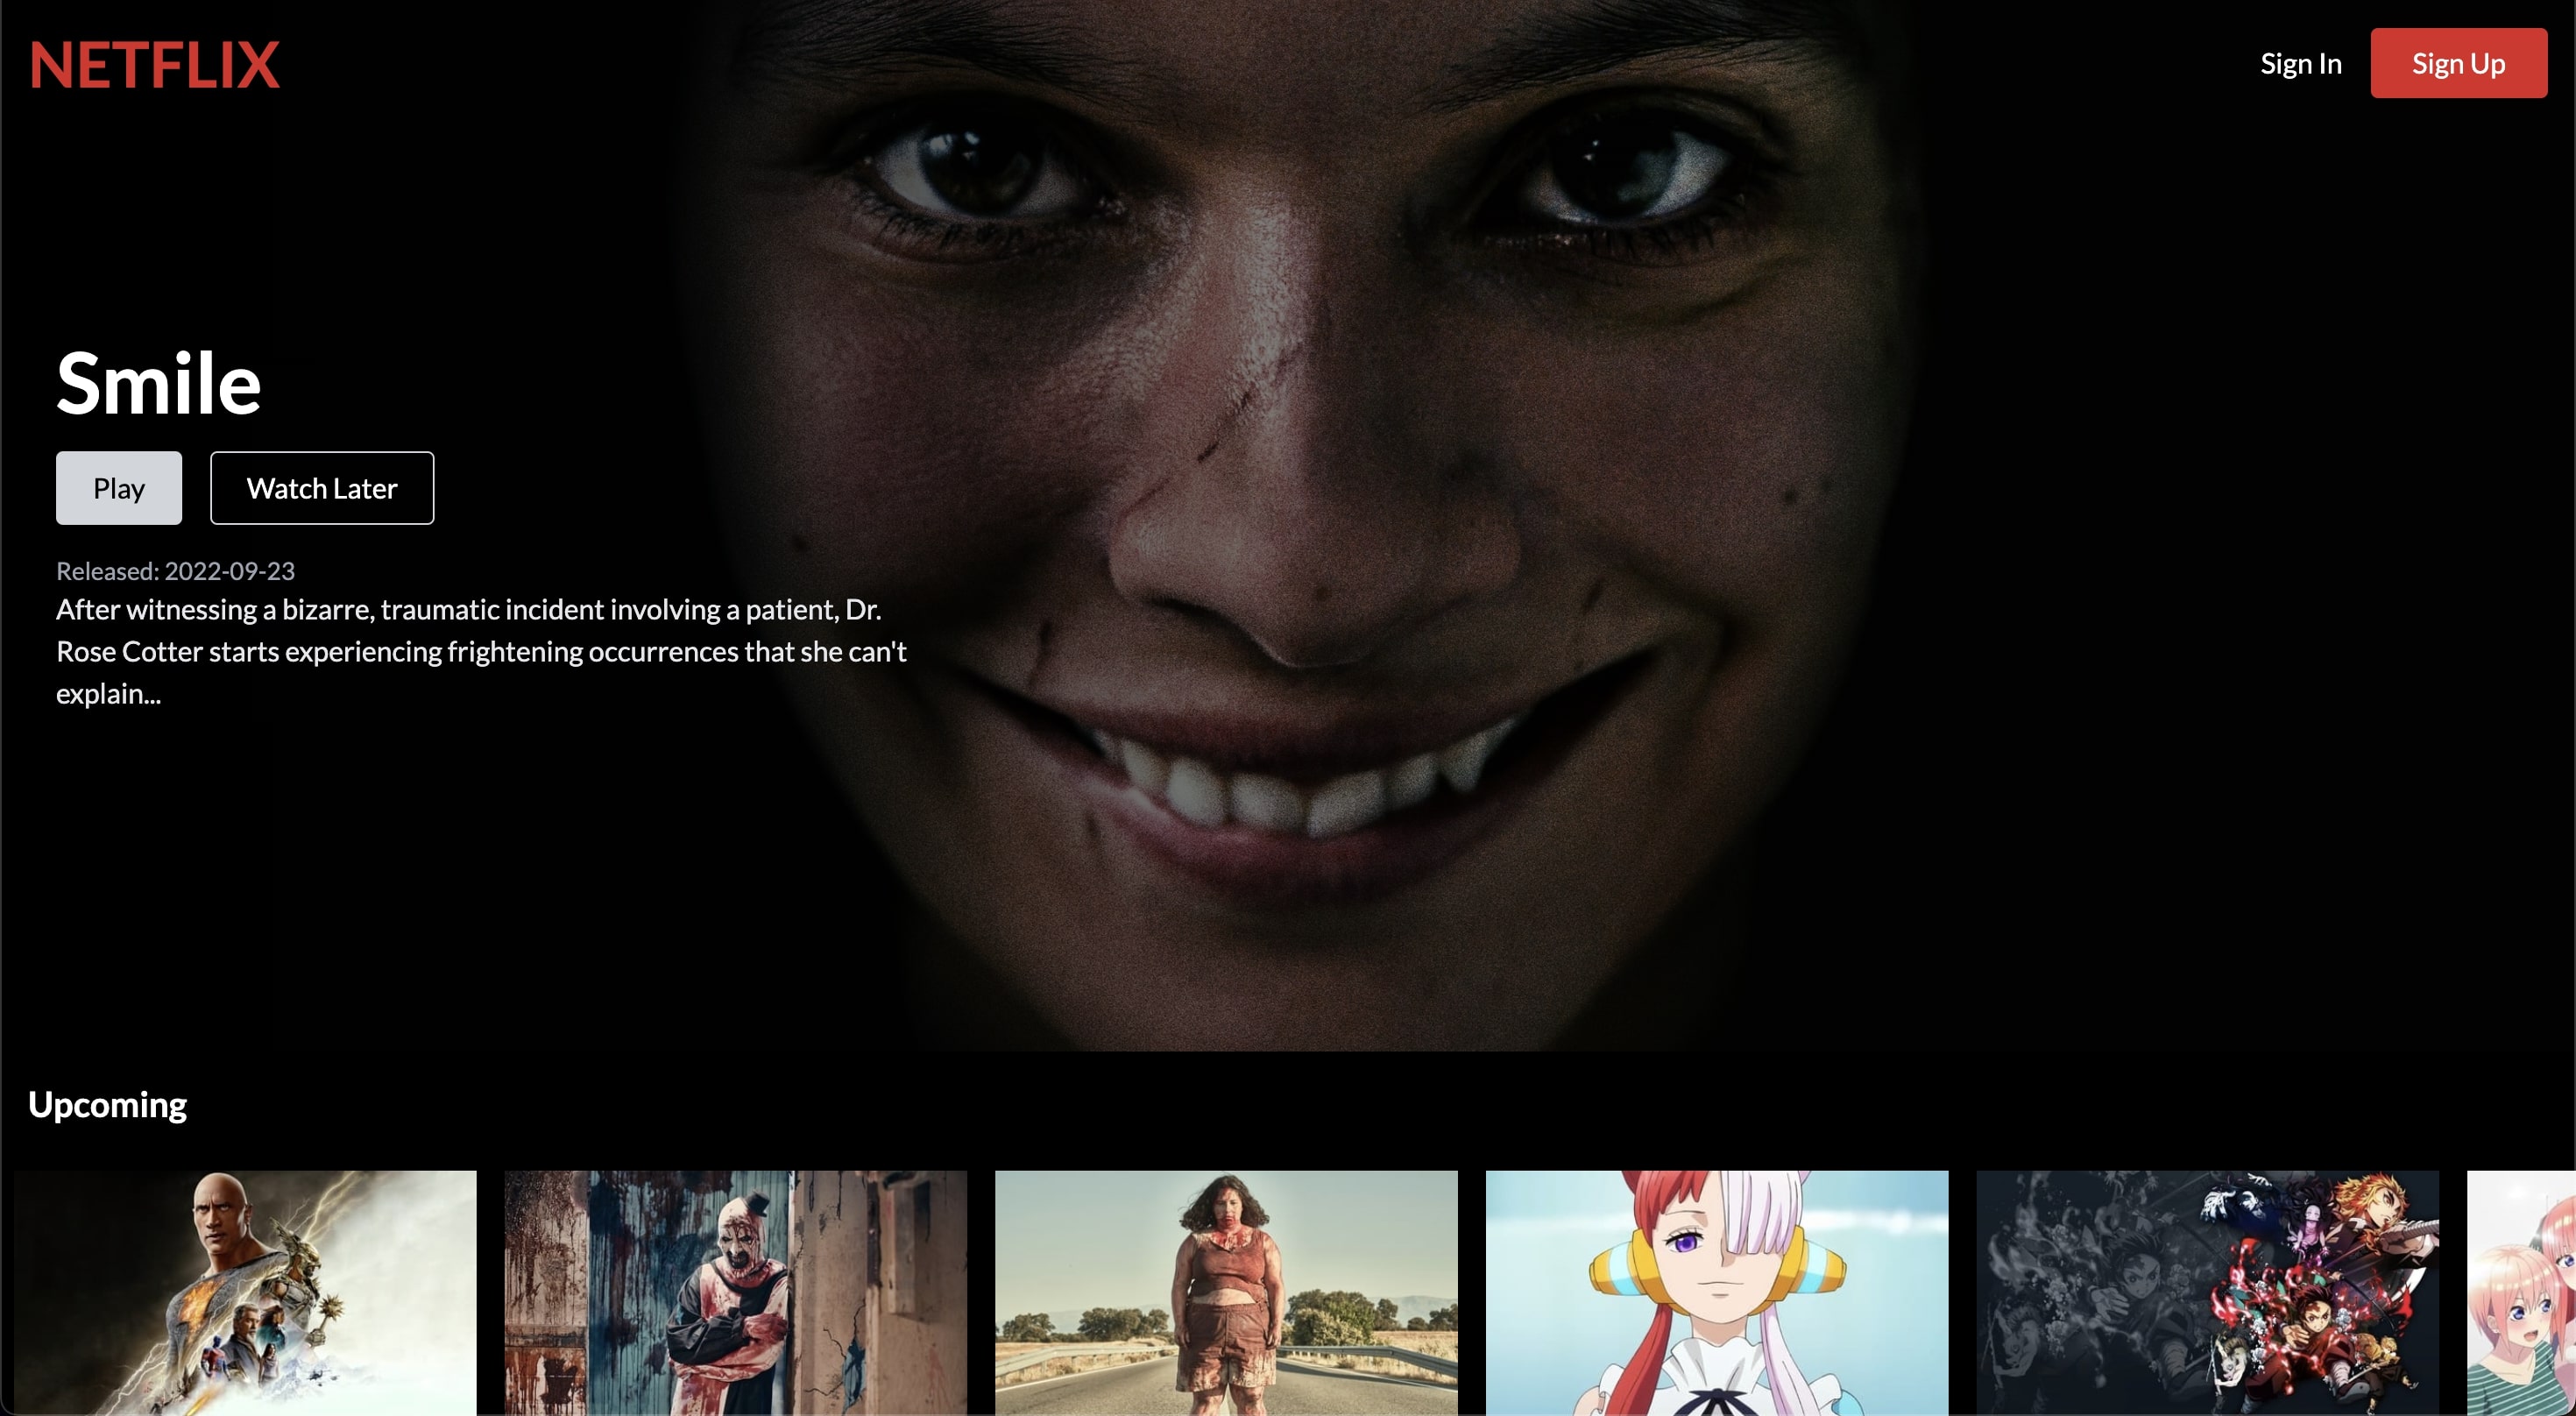 NETFLIX
Sign In
Sign Up
Smile
Play
Watch Later
Released: 2022-09-23
After witnessing a bizarre, traumatic incident involving a patient, Dr.
Rose Cotter starts experiencing frightening occurrences that she can't
explain...
Upcoming